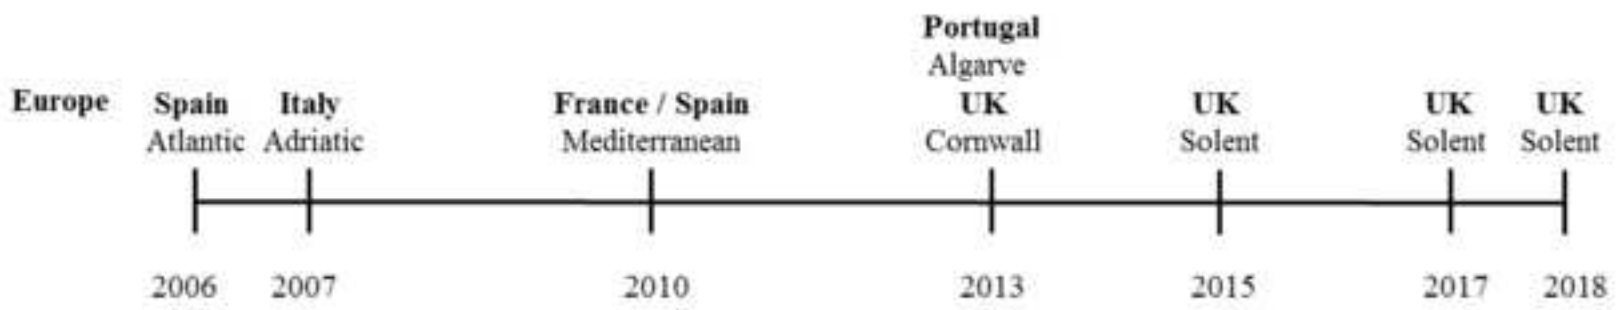 Portugal
Algarve
Europe Spain Italy France / Spain UK UK UK UK
Atlantic Adriatic Mediterranean Cornwall Solent Solent Solent
2006 2007 2010 2013 2015 2017 2018